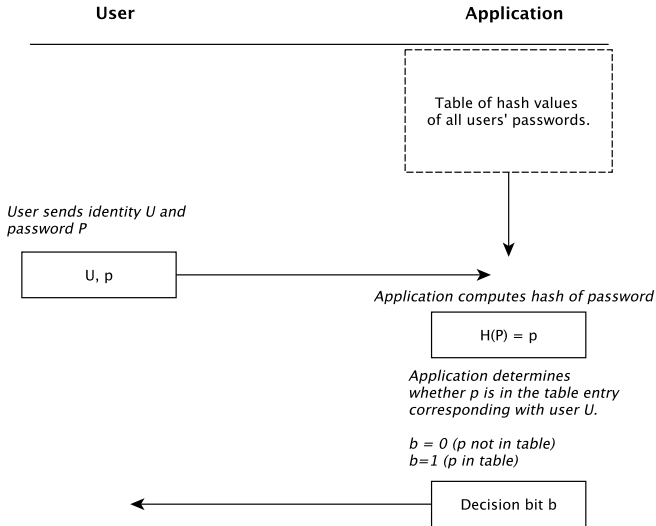 User
Application
Table of hash values
of all users' passwords.
User sends identity U and
password P
U, p
Application computes hash of password
H(P) = p
Application determines
whether p is in the table entry
corresponding with user U.
b = 0 (p not in table)
b=1 (p in table)
Decision bit b